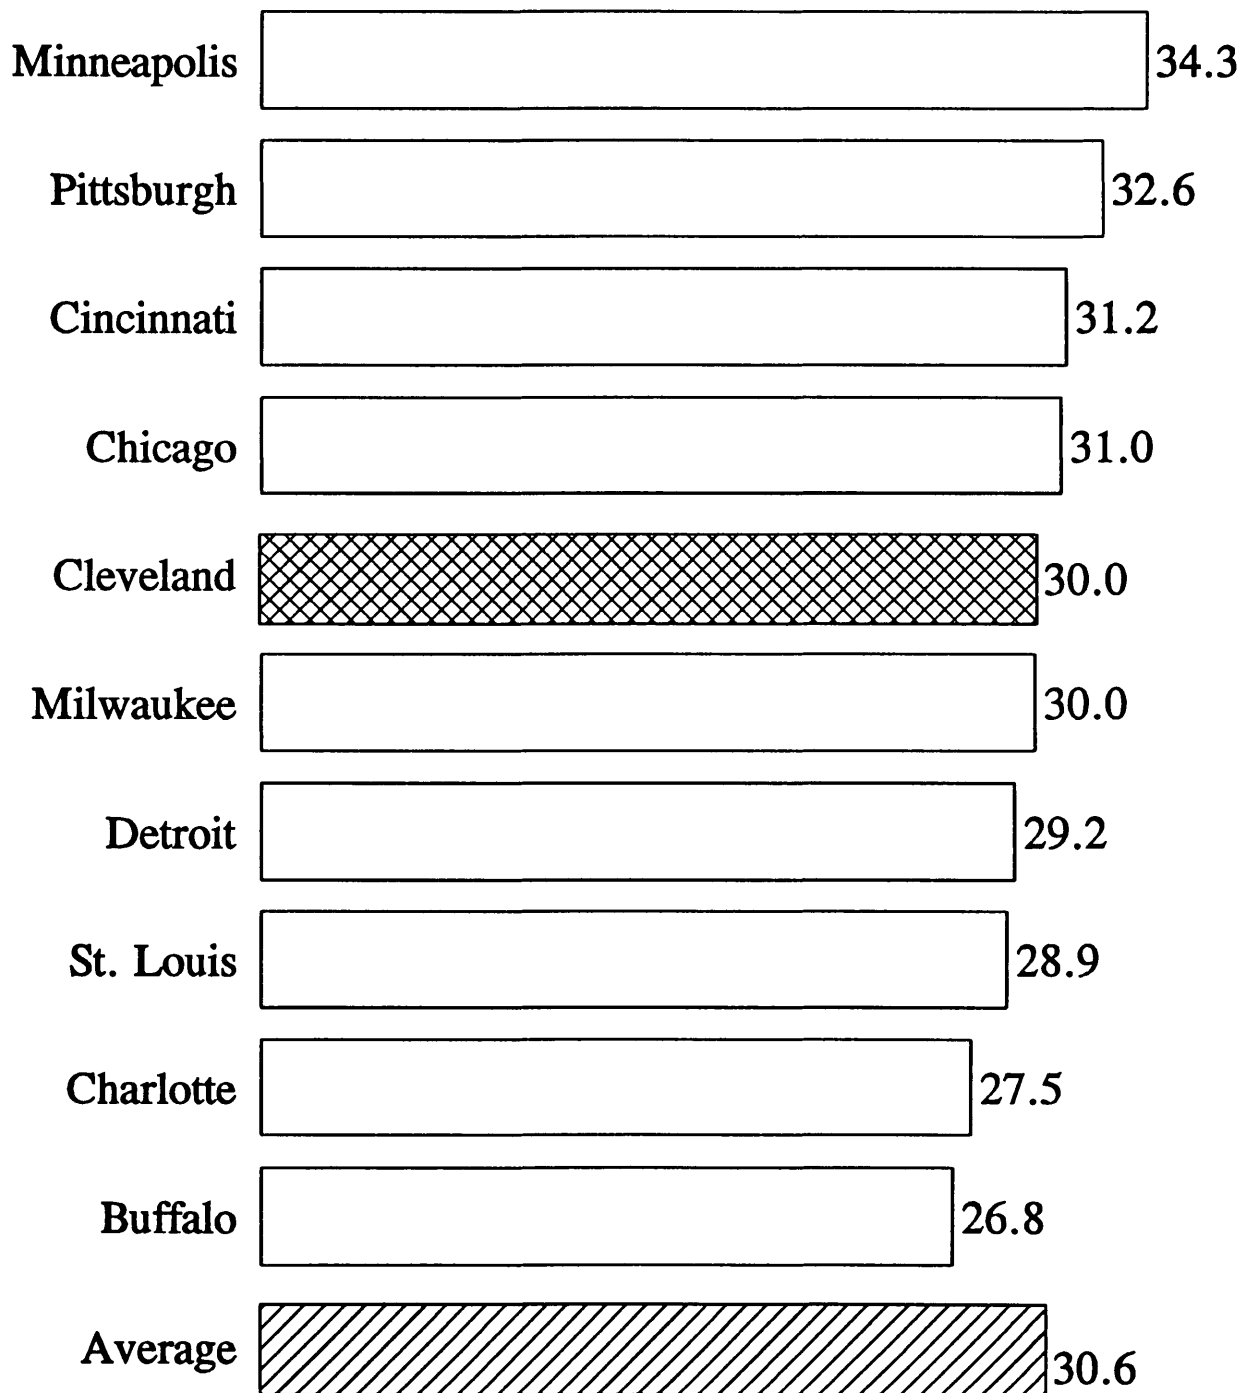 Minneapolis 34.3
Pittsburgh 32.6
Cincinnati 31.2
Chicago 31.0
Cleveland 30.0
Milwaukee 30.0
Detroit 29.2
St. Louis 28.9
Charlotte 27.5
Buffalo 26.8
Average 30.6